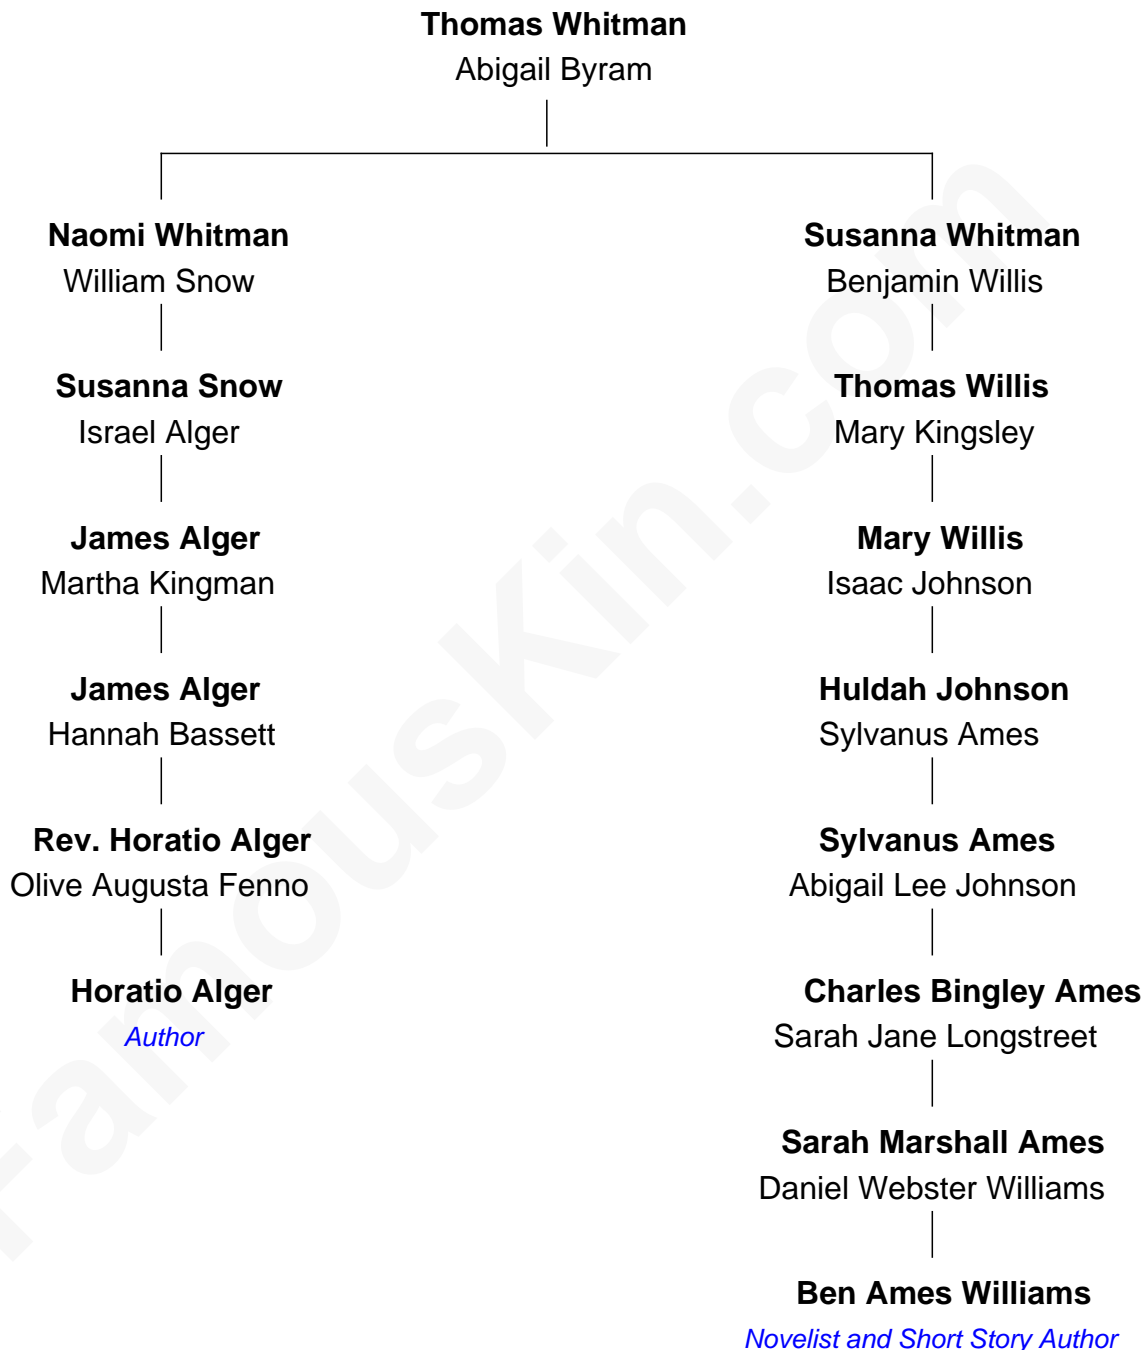 Thomas Whitman
Abigail Byram
Naomi Whitman
William Snow
Susanna Snow
Israel Alger
James Alger
Martha Kingman
James Alger
Hannah Bassett
Rev. Horatio Alger
Olive Augusta Fenno
Horatio Alger
Author
Susanna Whitman
Benjamin Willis
Thomas Willis
Mary Kingsley
Mary Willis
Isaac Johnson
Huldah Johnson
Sylvanus Ames
Sylvanus Ames
Abigail Lee Johnson
Charles Bingley Ames
Sarah Jane Longstreet
Sarah Marshall Ames
Daniel Webster Williams
Ben Ames Williams
Novelist and Short Story Author
FamousKin.com